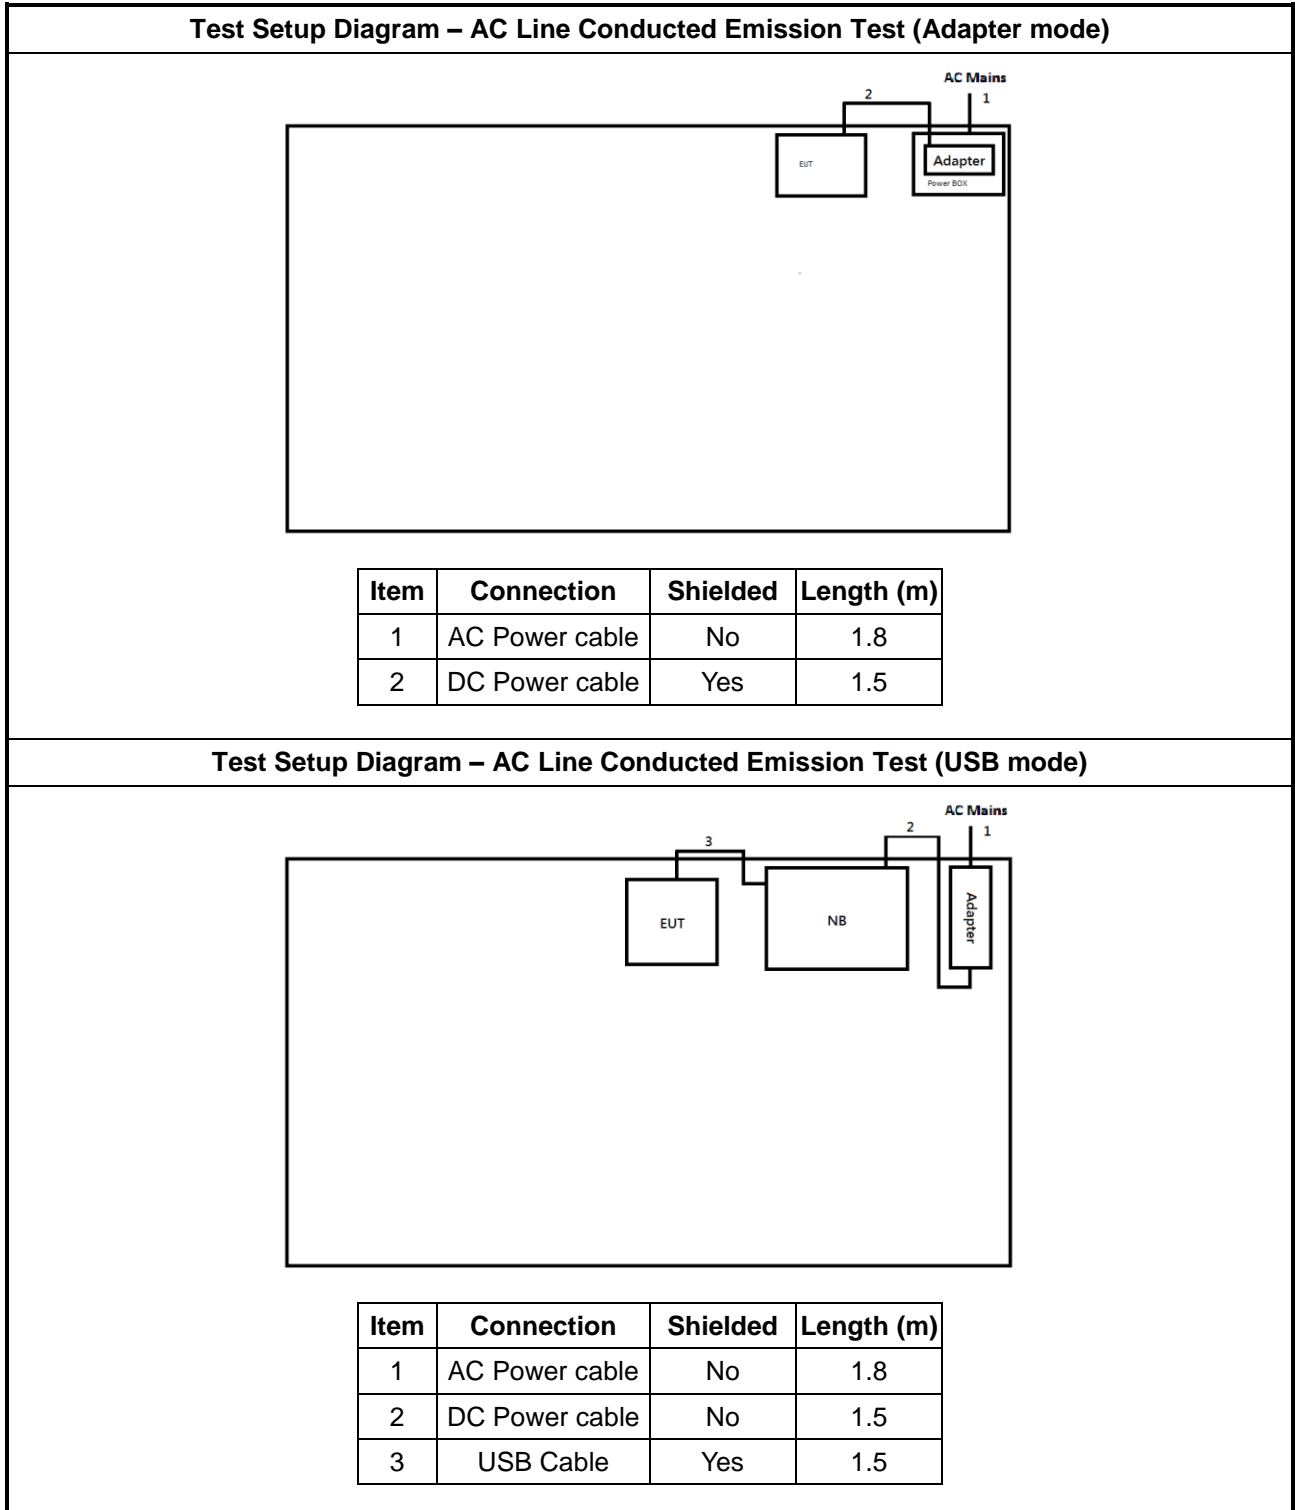 Test Setup Diagram – AC Line Conducted Emission Test (Adapter mode)
AC Mains
2
1
EUT
Adapter
Power BOX
Item Connection Shielded Length (m)
1 AC Power cable No 1.8
2 DC Power cable Yes 1.5
Test Setup Diagram – AC Line Conducted Emission Test (USB mode)
AC Mains
3
2
1
EUT
NB
Adapter
Item Connection Shielded Length (m)
1 AC Power cable No 1.8
2 DC Power cable No 1.5
3 USB Cable Yes 1.5